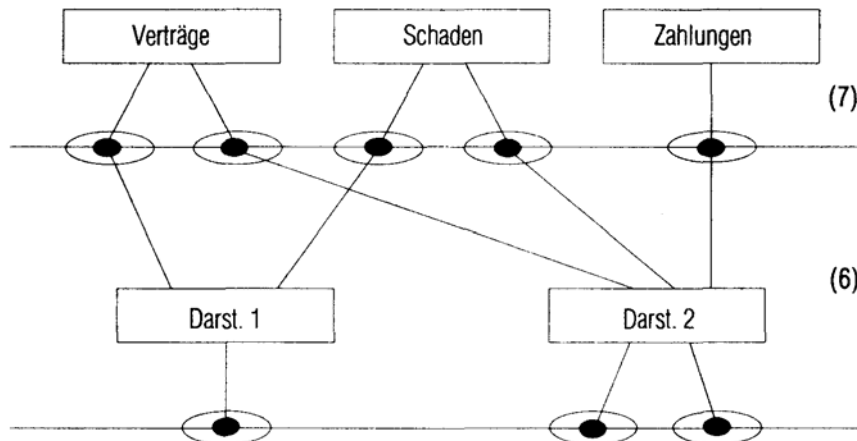 Verträge
Schaden
Zahlungen
(7)
(6)
Darst. 1
Darst. 2